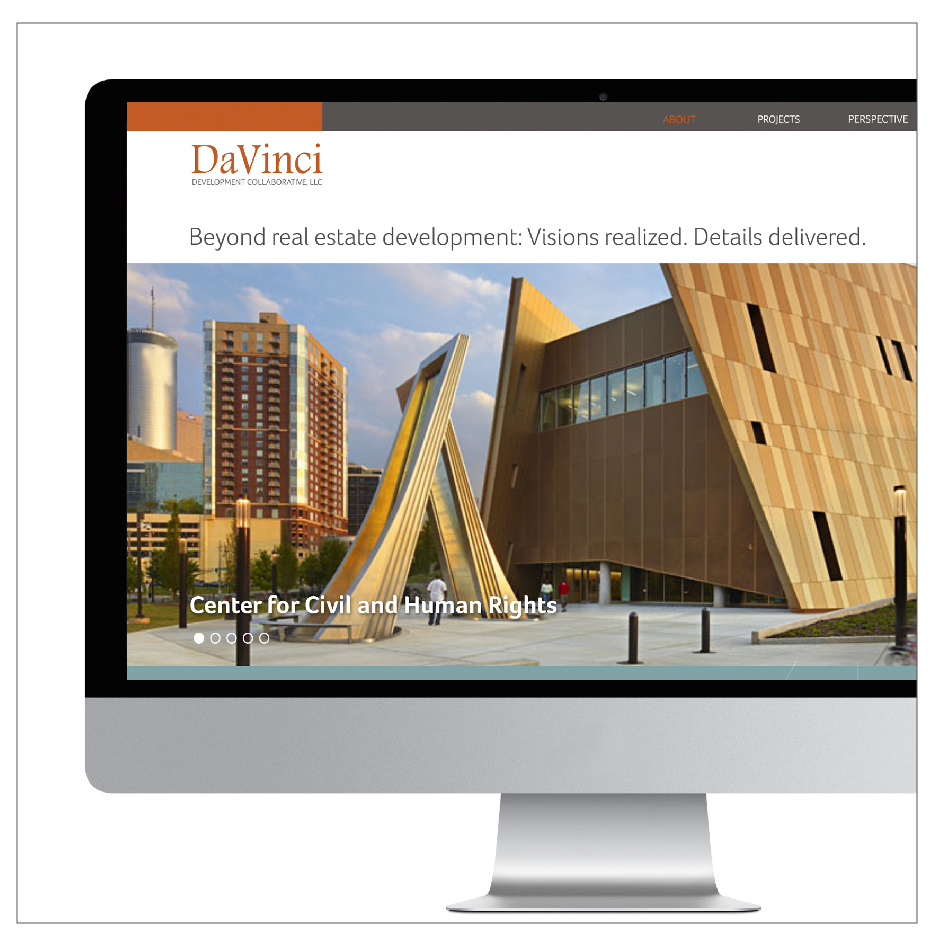 ABOUT PROJECTS PERSPECTIVE
DaVinci
DEVELOPMENT COLLABORATIVE, LLC
Beyond real estate development: Visions realized. Details delivered.
Center for Civil and Human Rights